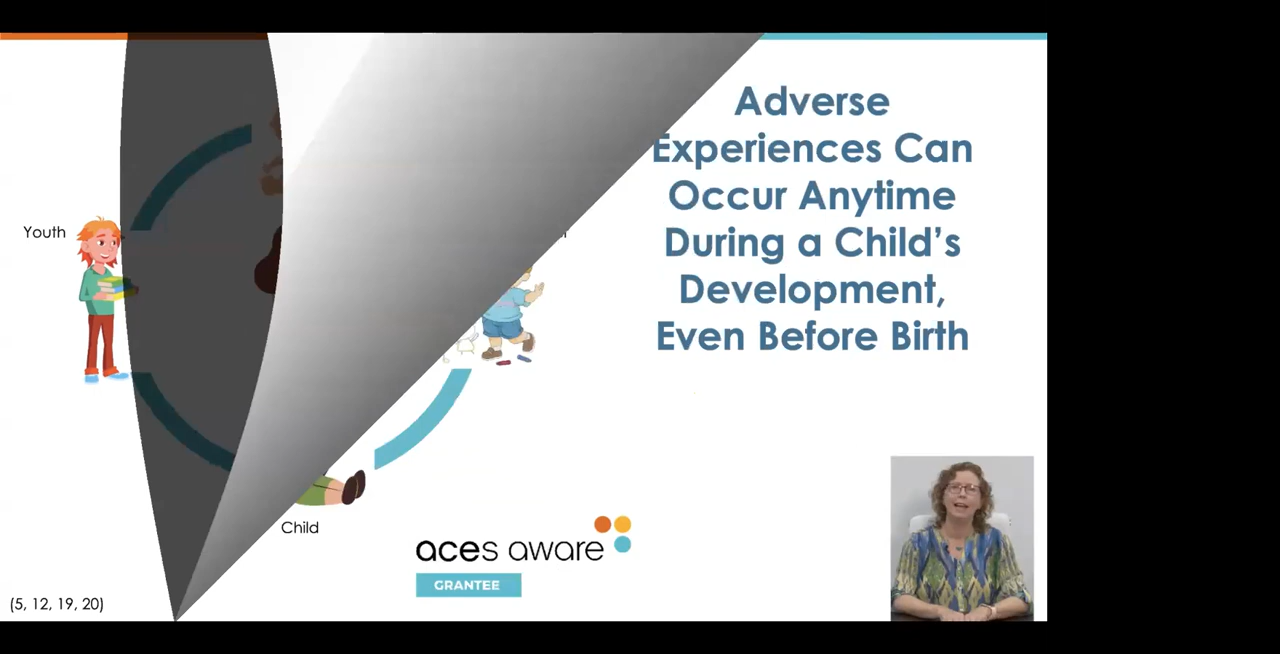 Adverse
Experiences Can
Occur Anytime
During a Child’s
Development,
Even Before Birth
Youth
Child
aces aware
GRANTEE
(5, 12, 19, 20)